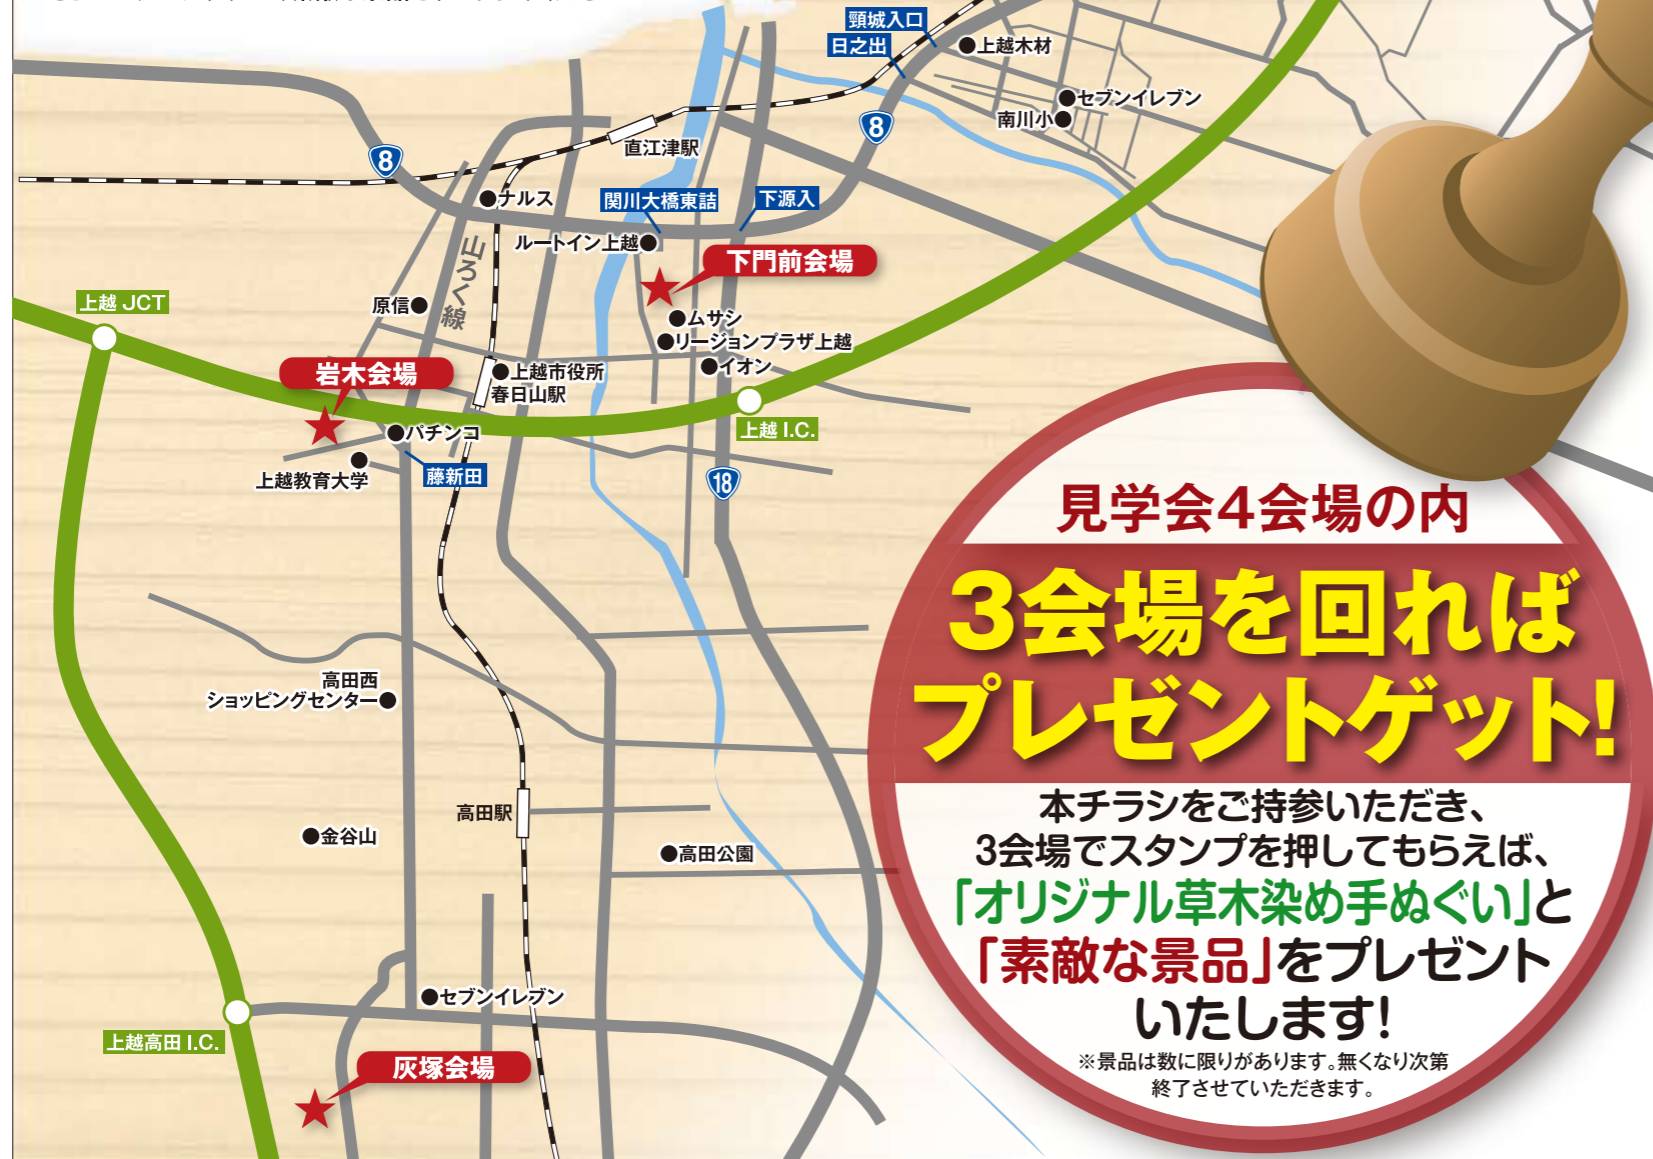 頸城入口
日之出
●上越木材
●セブンイレブン
南川小●
8
直江津駅
8
●ナルス
関川大橋東詰
下源入
ルートイン上越●
山ろく線
下門前会場
上越 JCT
原信●
●ムサシ
●リージョンプラザ上越
●イオン
岩木会場
●上越市役所
春日山駅
上越 I.C.
●パチンコ
上越教育大学
藤新田
18
高田西
ショッピングセンター●
高田駅
●金谷山
●高田公園
●セブンイレブン
上越高田 I.C.
灰塚会場
見学会4会場の内
3会場を回れば
プレゼントゲット!
本チラシをご持参いただき、
3会場でスタンプを押してもらえば、
「オリジナル草木染め手ぬぐい」と
「素敵な景品」をプレゼント
いたします!
※景品は数に限りがあります。無くなり次第
終了させていただきます。